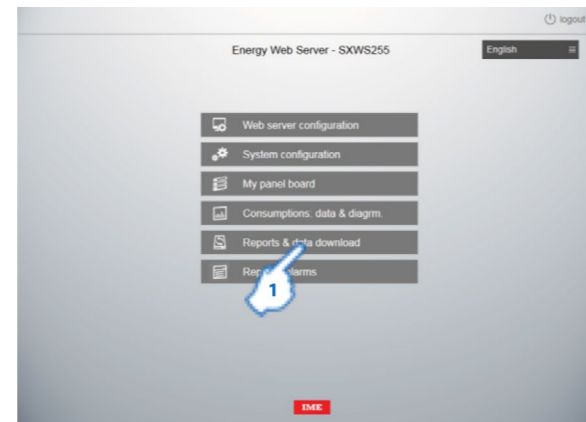 logout
Energy Web Server - SXWS255
English
Web server configuration
System configuration
My panel board
Consumptions: data & diagrm.
Reports & data download
alarms
1
IME